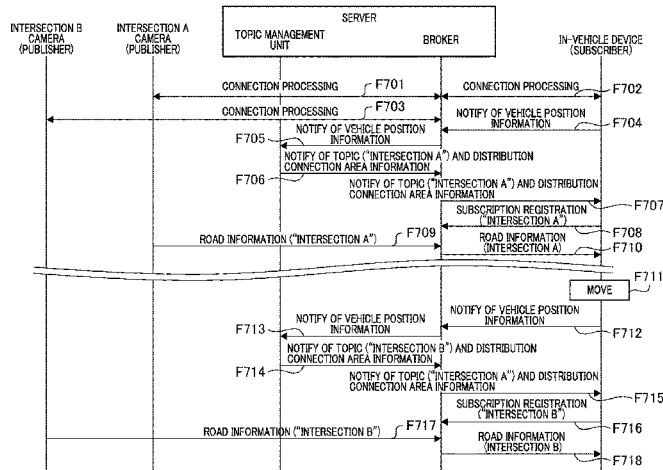 SERVER
INTERSECTION B
CAMERA
(PUBLISHER)
INTERSECTION A
CAMERA
(PUBLISHER)
TOPIC MANAGEMENT
UNIT
BROKER
IN-VEHICLE DEVICE
(SUBSCRIBER)
CONNECTION PROCESSING
F701
CONNECTION PROCESSING
F702
CONNECTION PROCESSING
F703
NOTIFY OF VEHICLE POSITION
INFORMATION
F704
F705
NOTIFY OF VEHICLE POSITION
INFORMATION
F706
NOTIFY OF TOPIC ("INTERSECTION A") AND DISTRIBUTION
CONNECTION AREA INFORMATION
NOTIFY OF TOPIC ("INTERSECTION A") AND DISTRIBUTION
CONNECTION AREA INFORMATION
F707
SUBSCRIPTION REGISTRATION
("INTERSECTION A")
F708
ROAD INFORMATION ("INTERSECTION A")
F709
ROAD INFORMATION
(INTERSECTION A)
F710
MOVE
F711
NOTIFY OF VEHICLE POSITION
INFORMATION
F712
F713
NOTIFY OF VEHICLE POSITION
INFORMATION
F714
NOTIFY OF TOPIC ("INTERSECTION B") AND DISTRIBUTION
CONNECTION AREA INFORMATION
NOTIFY OF TOPIC ("INTERSECTION A") AND DISTRIBUTION
CONNECTION AREA INFORMATION
F715
SUBSCRIPTION REGISTRATION
("INTERSECTION B")
F716
ROAD INFORMATION ("INTERSECTION B")
F717
ROAD INFORMATION
(INTERSECTION B)
F718